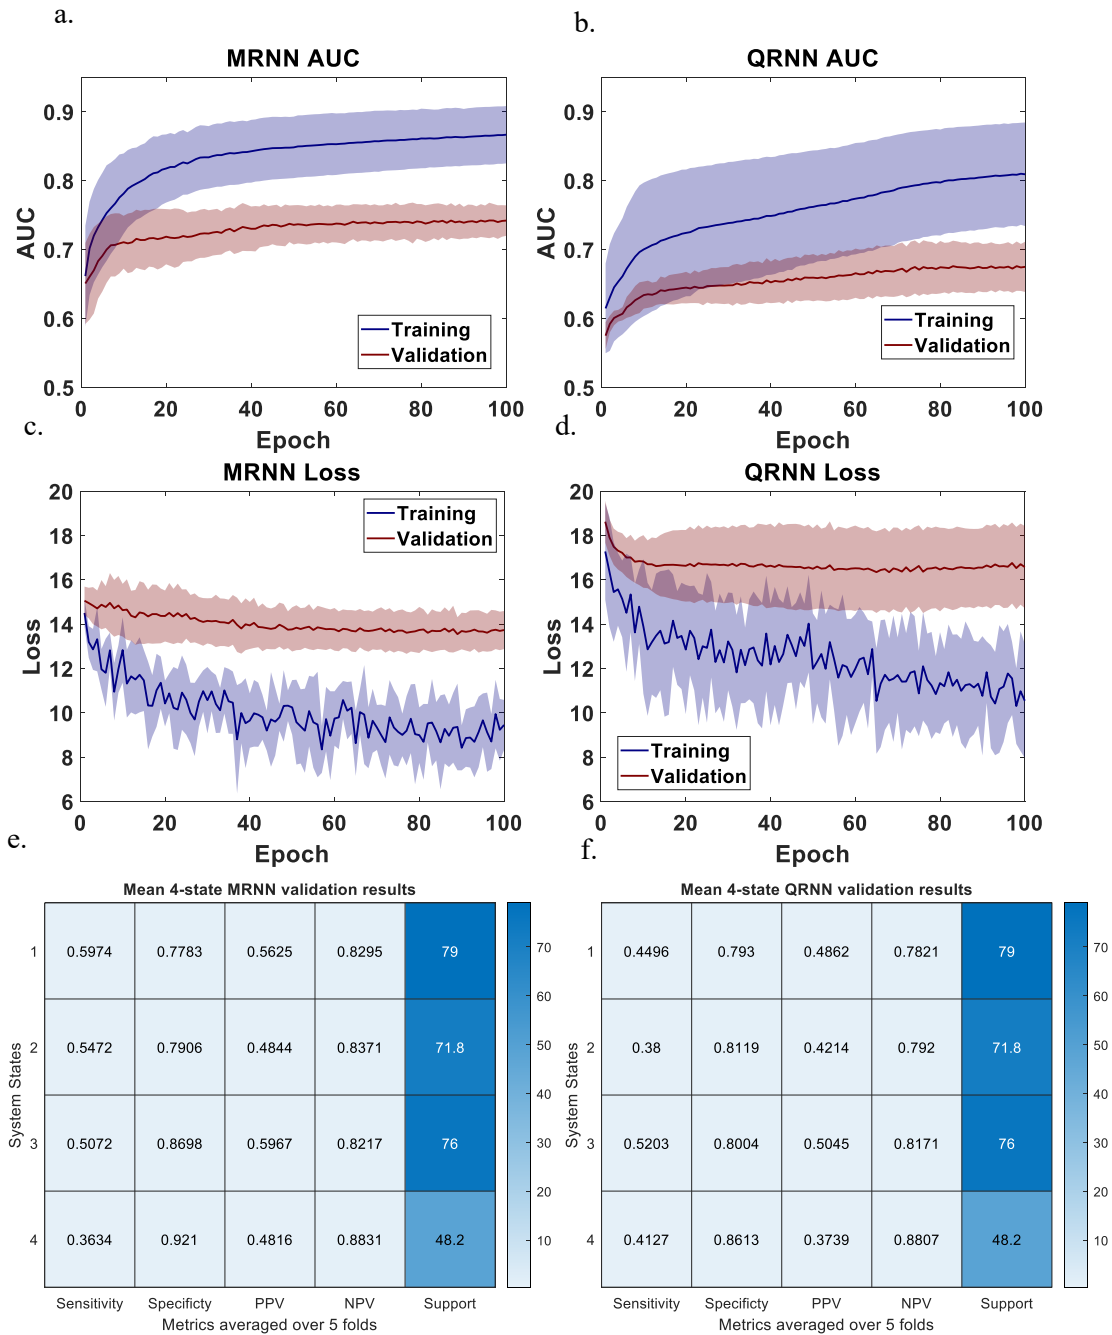 a.
b.
MRNN AUC
QRNN AUC
0.9
0.8
0.7
0.6
0.5
AUC
0 20 40 60 80 100
Epoch
Training
Validation
0.9
0.8
0.7
0.6
0.5
AUC
0 20 40 60 80 100
Epoch
Training
Validation
c.
d.
MRNN Loss
QRNN Loss
20
18
16
14
12
10
8
6
Loss
0 20 40 60 80 100
Epoch
Training
Validation
20
18
16
14
12
10
8
6
Loss
0 20 40 60 80 100
Epoch
Training
Validation
e.
f.
Mean 4-state MRNN validation results
System States
1 0.5974 0.7783 0.5625 0.8295 79
2 0.5472 0.7906 0.4844 0.8371 71.8
3 0.5072 0.8698 0.5967 0.8217 76
4 0.3634 0.921 0.4816 0.8831 48.2
Sensitivity Specificty PPV NPV Support
Metrics averaged over 5 folds
70
60
50
40
30
20
10
Mean 4-state QRNN validation results
System States
1 0.4496 0.793 0.4862 0.7821 79
2 0.38 0.8119 0.4214 0.792 71.8
3 0.5203 0.8004 0.5045 0.8171 76
4 0.4127 0.8613 0.3739 0.8807 48.2
Sensitivity Specificty PPV NPV Support
Metrics averaged over 5 folds
70
60
50
40
30
20
10